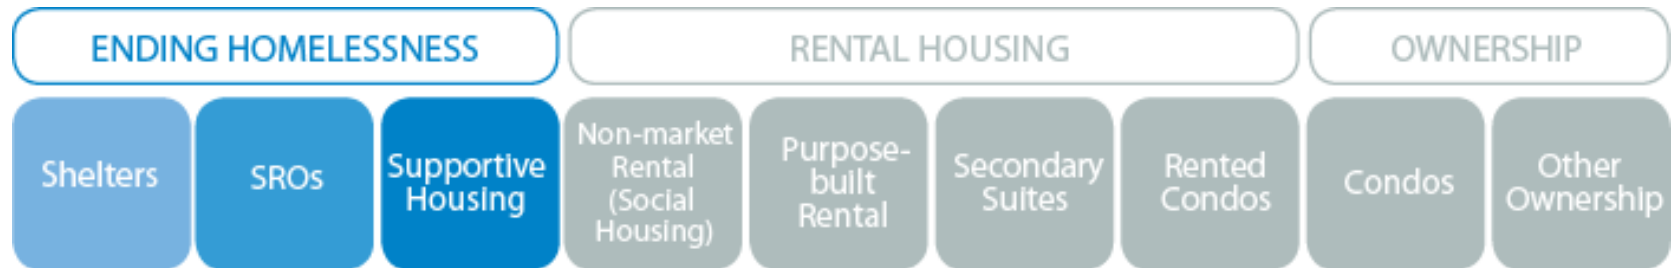 ENDING HOMELESSNESS
RENTAL HOUSING
OWNERSHIP
Shelters
SROs
Supportive
Housing
Non-market
Rental
(Social
Housing)
Purpose-
built
Rental
Secondary
Suites
Rented
Condos
Condos
Other
Ownership